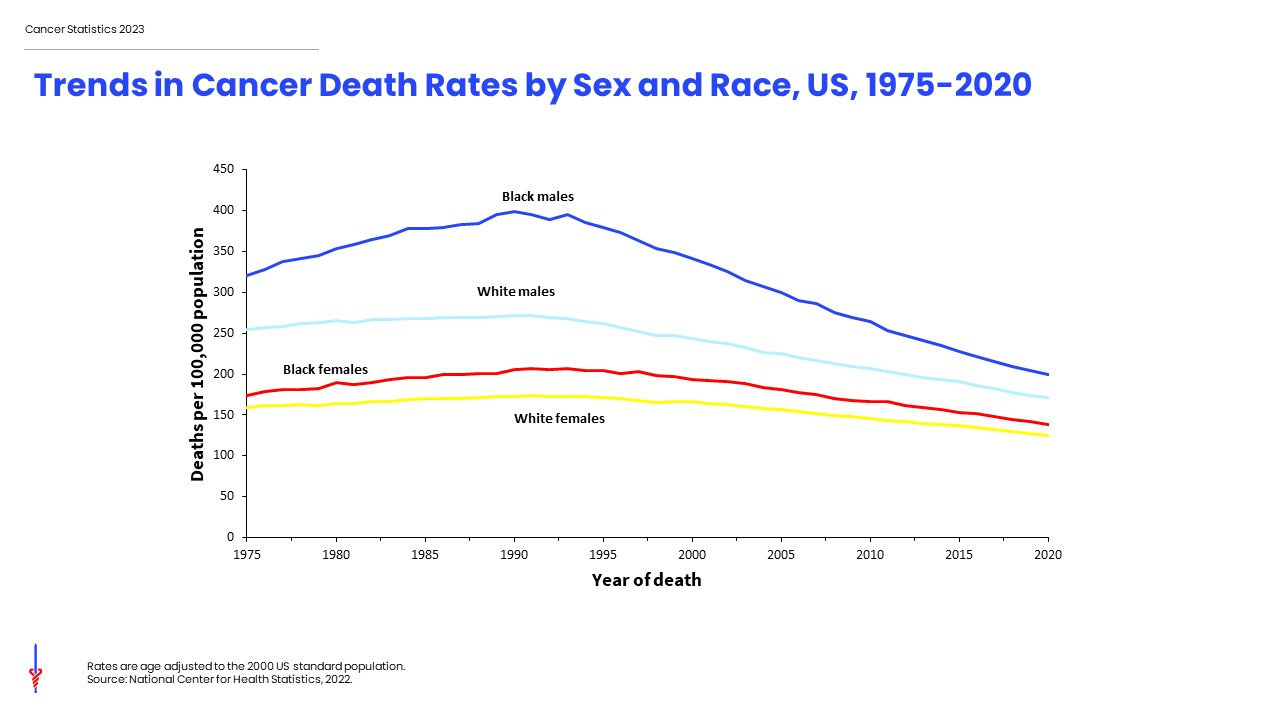 Cancer Statistics 2023
Trends in Cancer Death Rates by Sex and Race, US, 1975-2020
450
400
350
300
250
200
150
100
50
0
Deaths per 100,000 population
Black males
White males
Black females
White females
1975 1980 1985 1990 1995 2000 2005 2010 2015 2020
Year of death
Rates are age adjusted to the 2000 US standard population.
Source: National Center for Health Statistics, 2022.